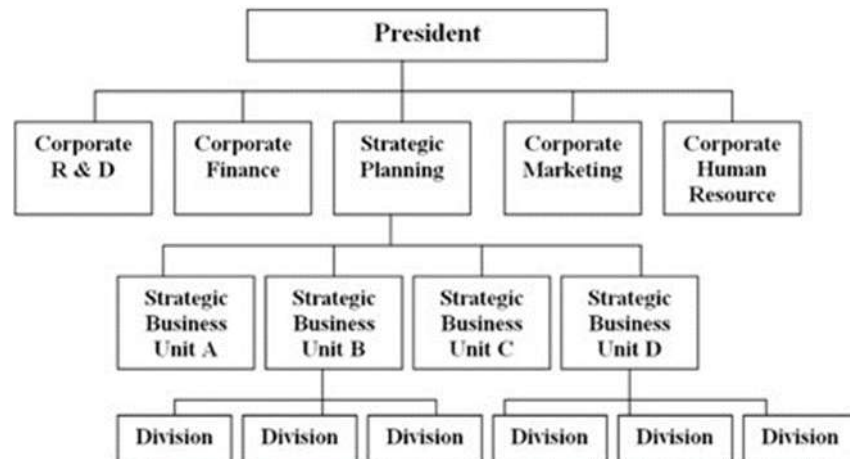 President
Corporate
R & D
Corporate
Finance
Strategic
Planning
Corporate
Marketing
Corporate
Human
Resource
Strategic
Business
Unit A
Strategic
Business
Unit B
Strategic
Business
Unit C
Strategic
Business
Unit D
Division
Division
Division
Division
Division
Division